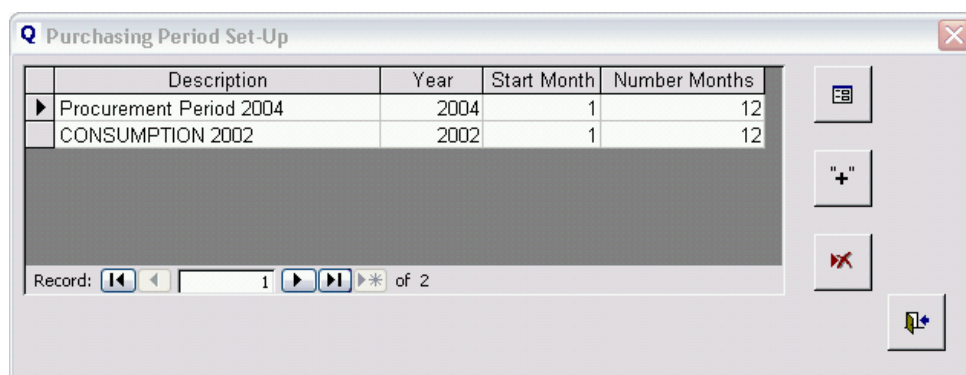 Q Purchasing Period Set-Up
Description Year Start Month Number Months
Procurement Period 2004 2004 1 12
CONSUMPTION 2002 2002 1 12
"+"
Record: 1 of 2